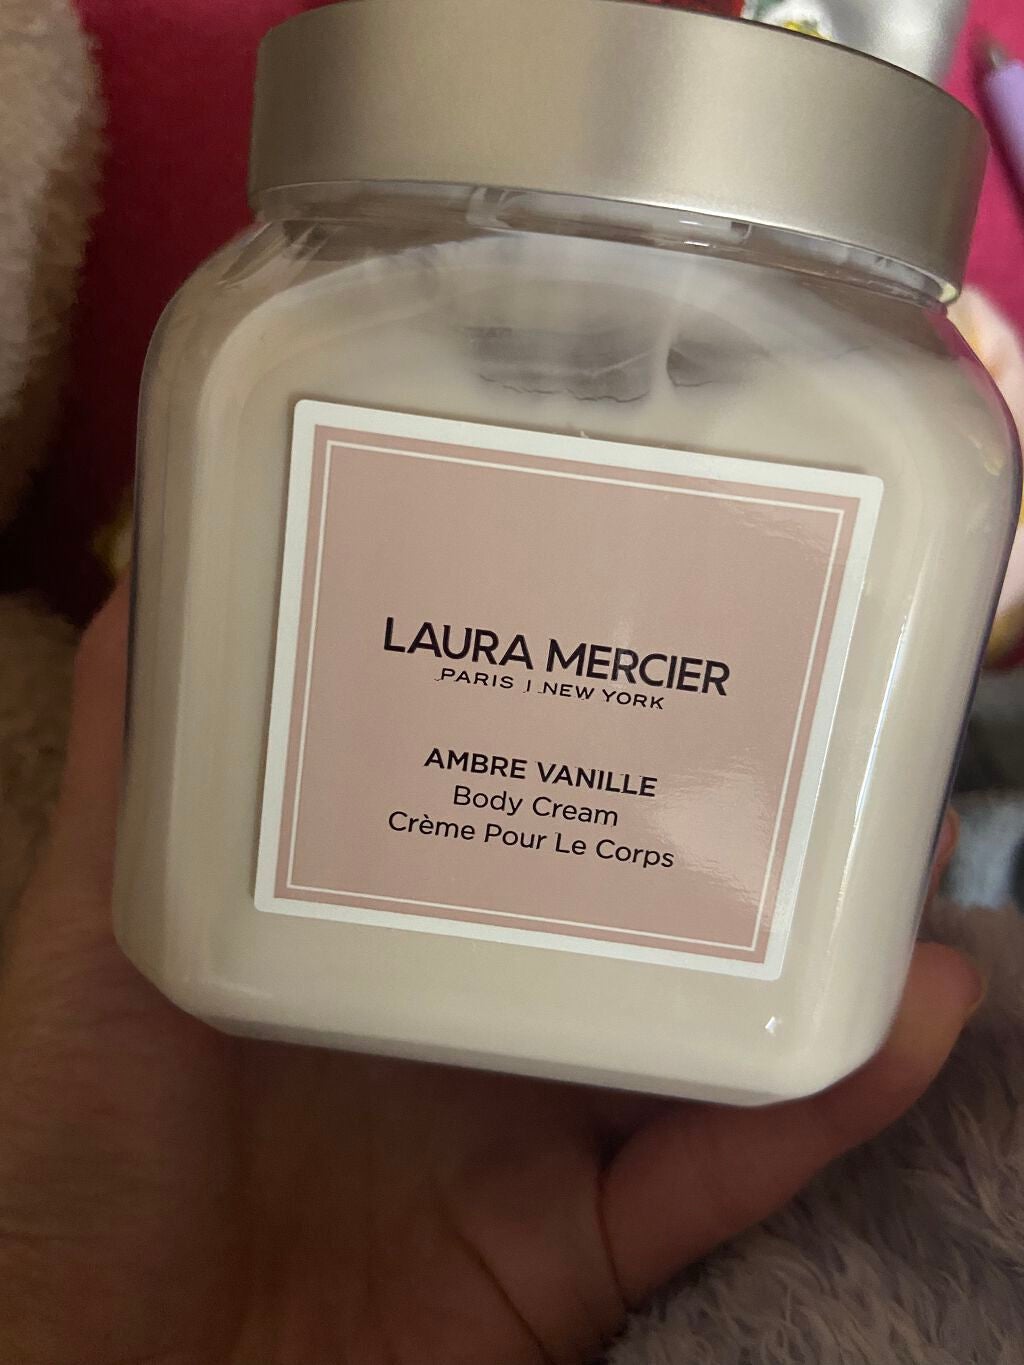 LAURA MERCIER
PARIS | NEW YORK
AMBRE VANILLE
Body Cream
Crème Pour Le Corps